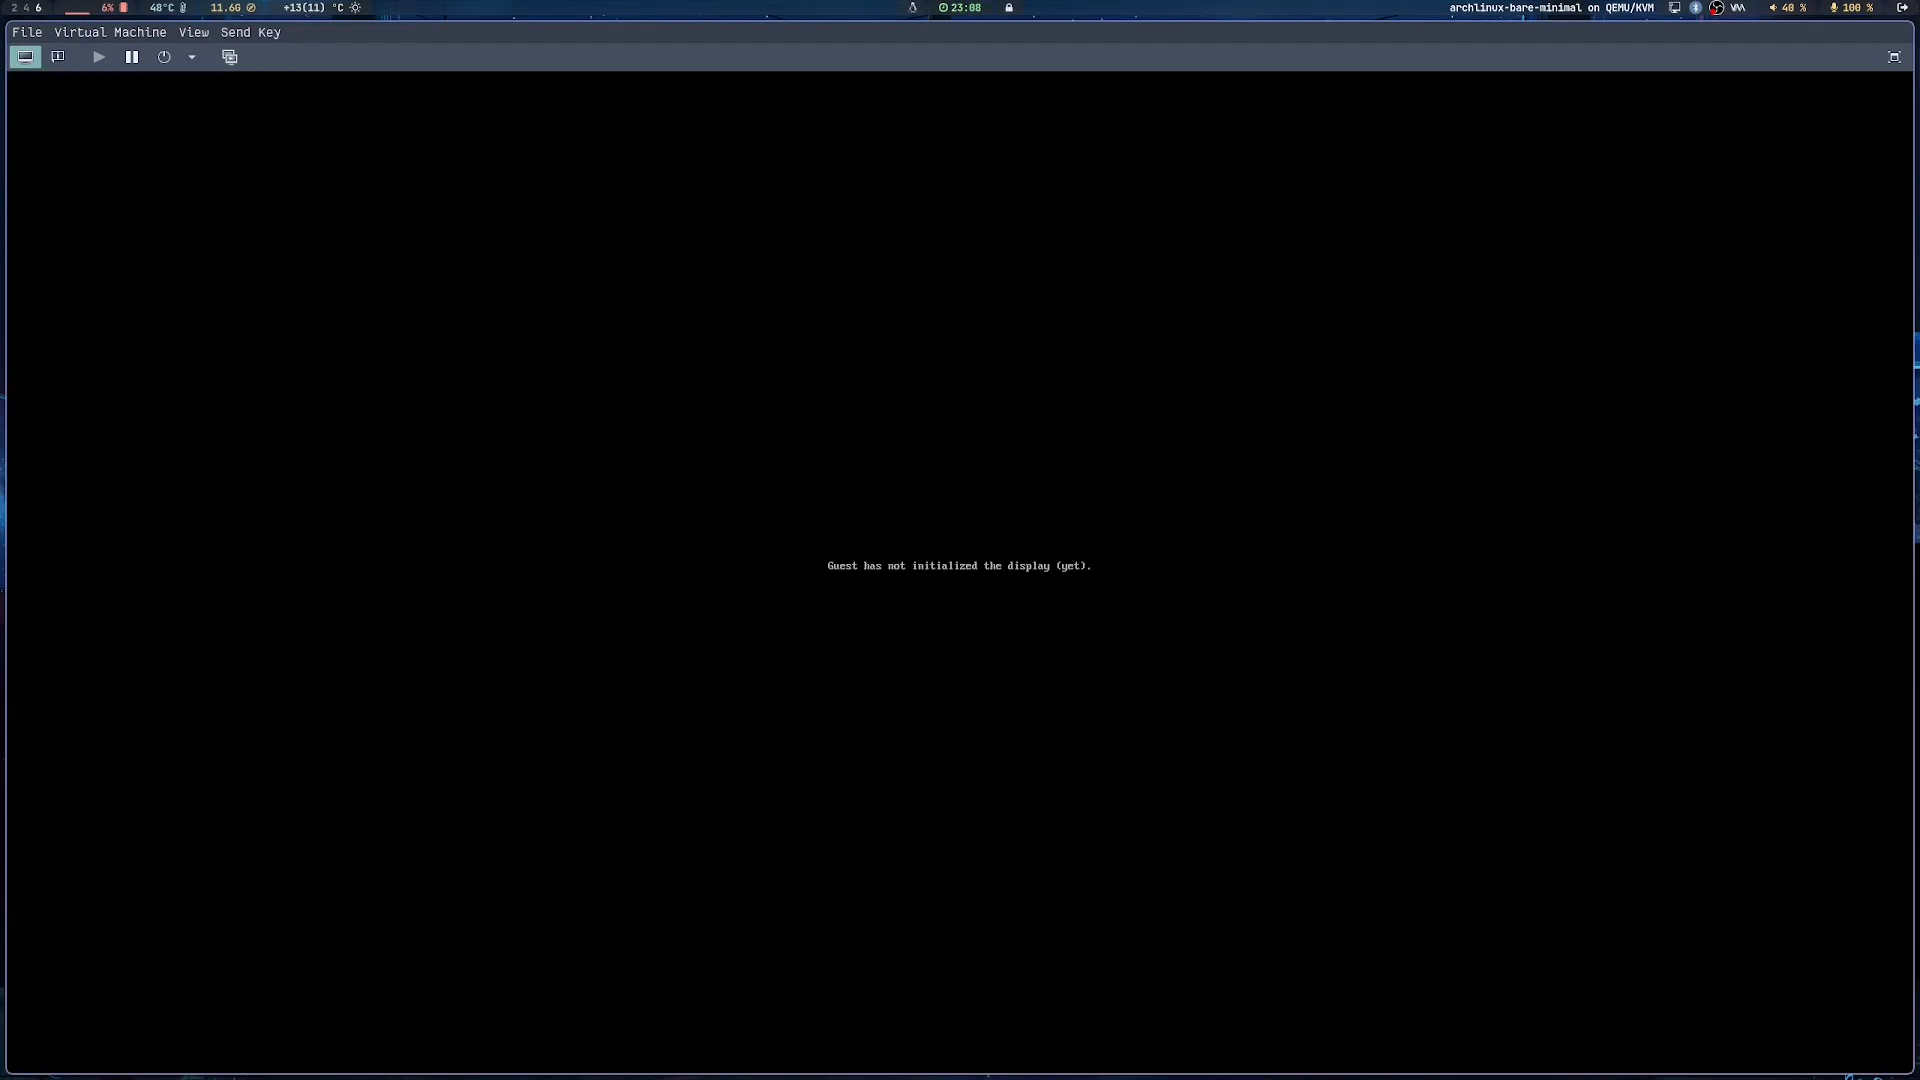 2 4 6 6% 48°C 11.6G +13(11) °C 23:08 archlinux-bare-minimal on QEMU/KVM 40 % 100 %
File Virtual Machine View Send Key
Guest has not initialized the display (yet).